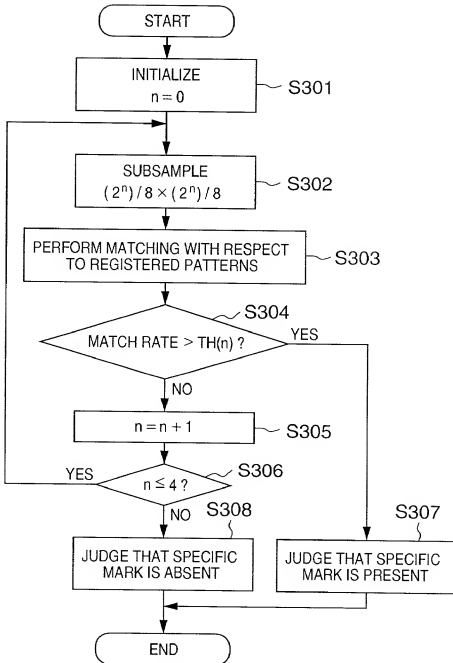 START
INITIALIZE
n = 0
S301
SUBSAMPLE
(2ⁿ) / 8 × (2ⁿ) / 8
S302
PERFORM MATCHING WITH RESPECT
TO REGISTERED PATTERNS
S303
S304
MATCH RATE > TH(n) ?
YES
NO
n = n + 1
S305
YES
n ≤ 4 ?
S306
NO
S308
S307
JUDGE THAT SPECIFIC
MARK IS ABSENT
JUDGE THAT SPECIFIC
MARK IS PRESENT
END